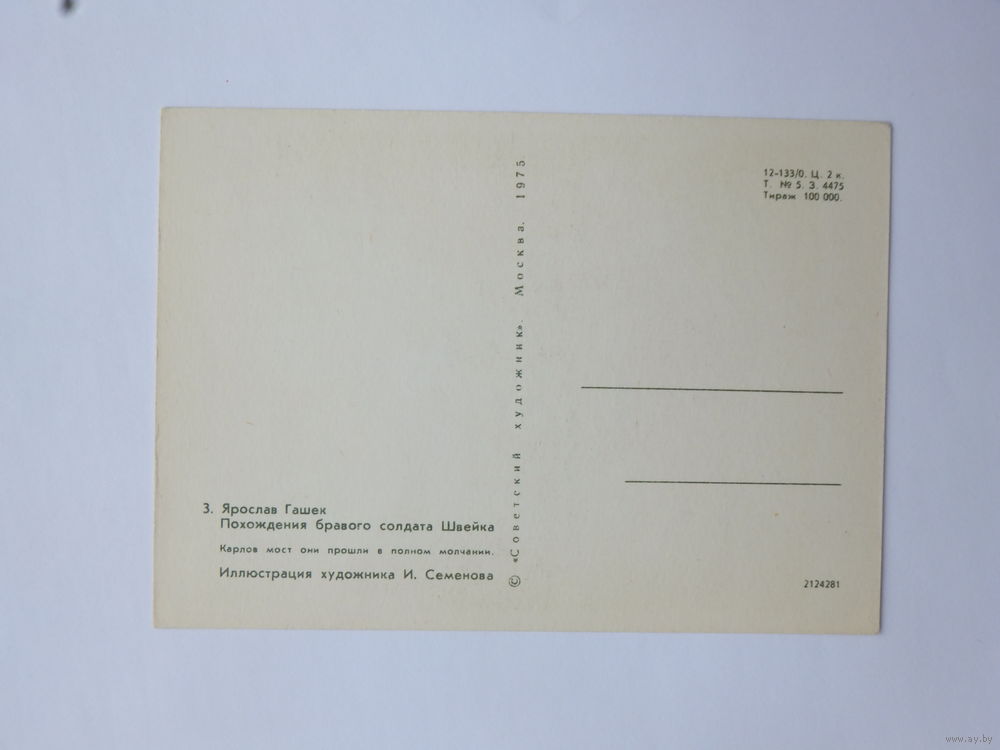 3. Ярослав Гашек
Похождения бравого солдата Швейка
Карлов мост они прошли в полном молчании.
Иллюстрация художника И. Семенова
© «Советский художник». Москва. 1975.
12-133/0. Ц. 2 к.
Т. № 5. З. 4475
Тираж 100 000.
2124281
www.ay.by